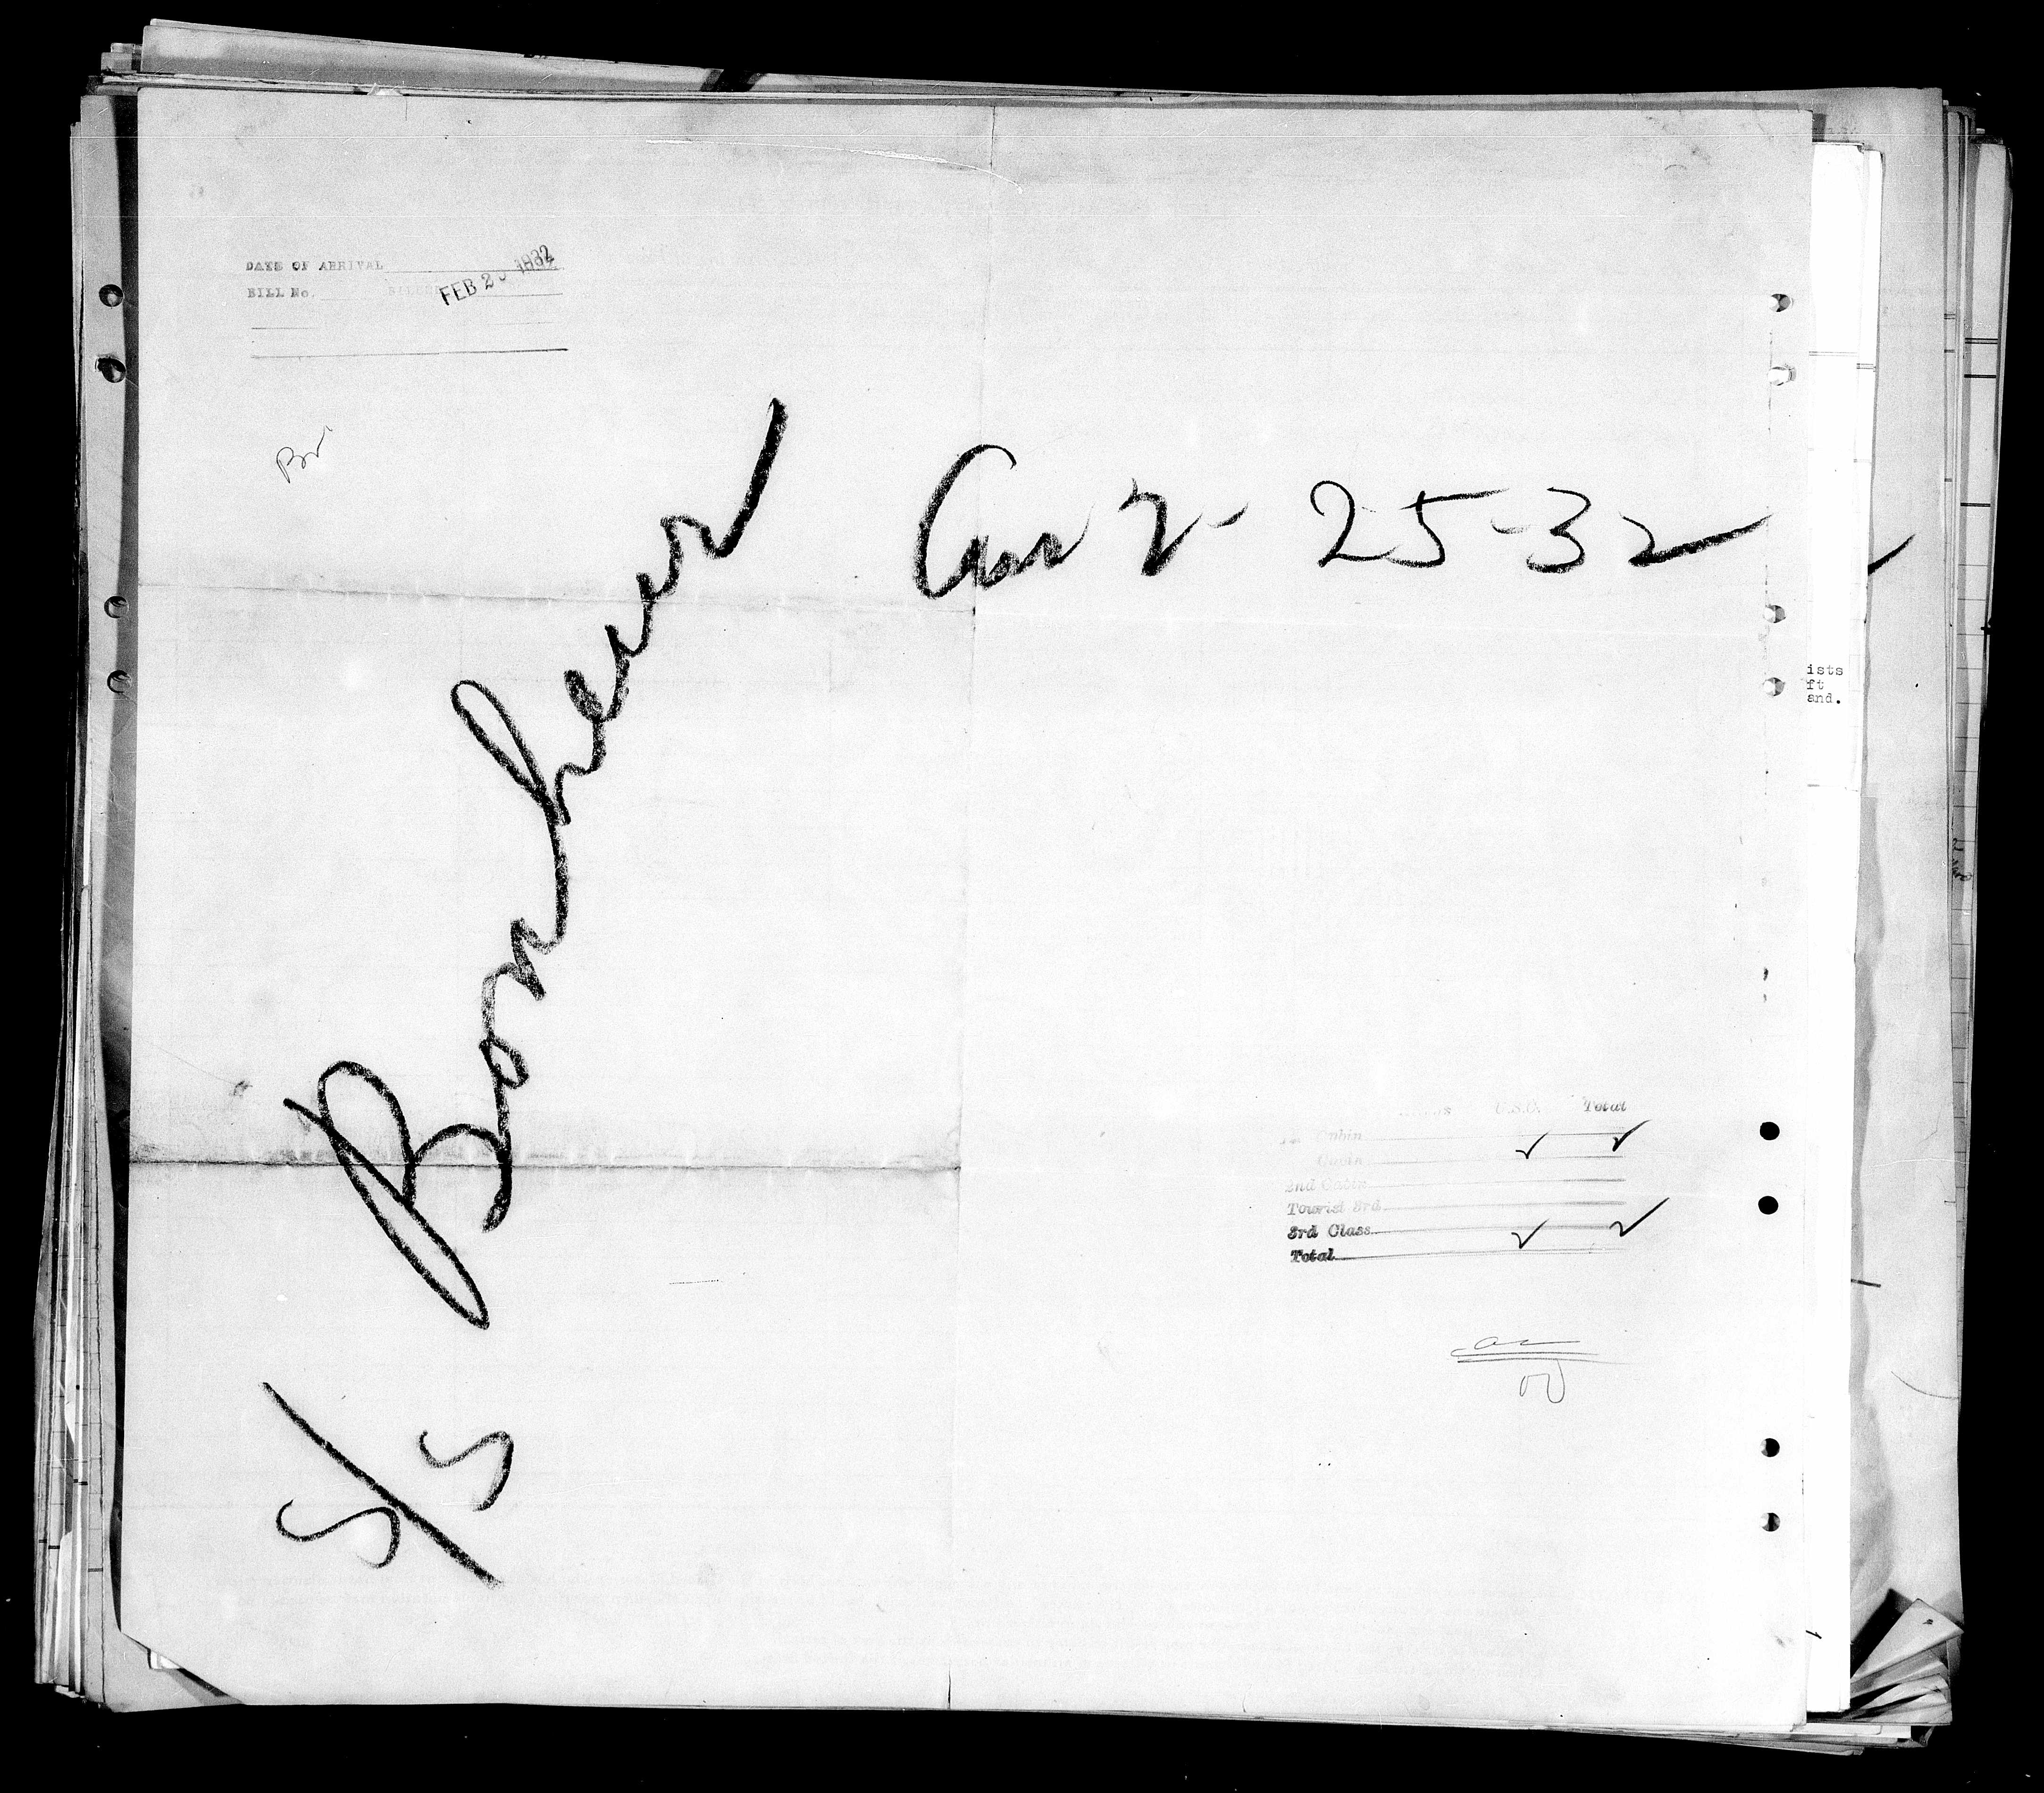 DATE OF ARRIVAL
BILL No.
FEB 2 1932
Br
Arr 2-25-32
S/S Bonheur
ists
ft
and.
U.S.C. Total
Cabin
Cabin
2nd Cabin
Tourist 3rd
3rd Class
Total